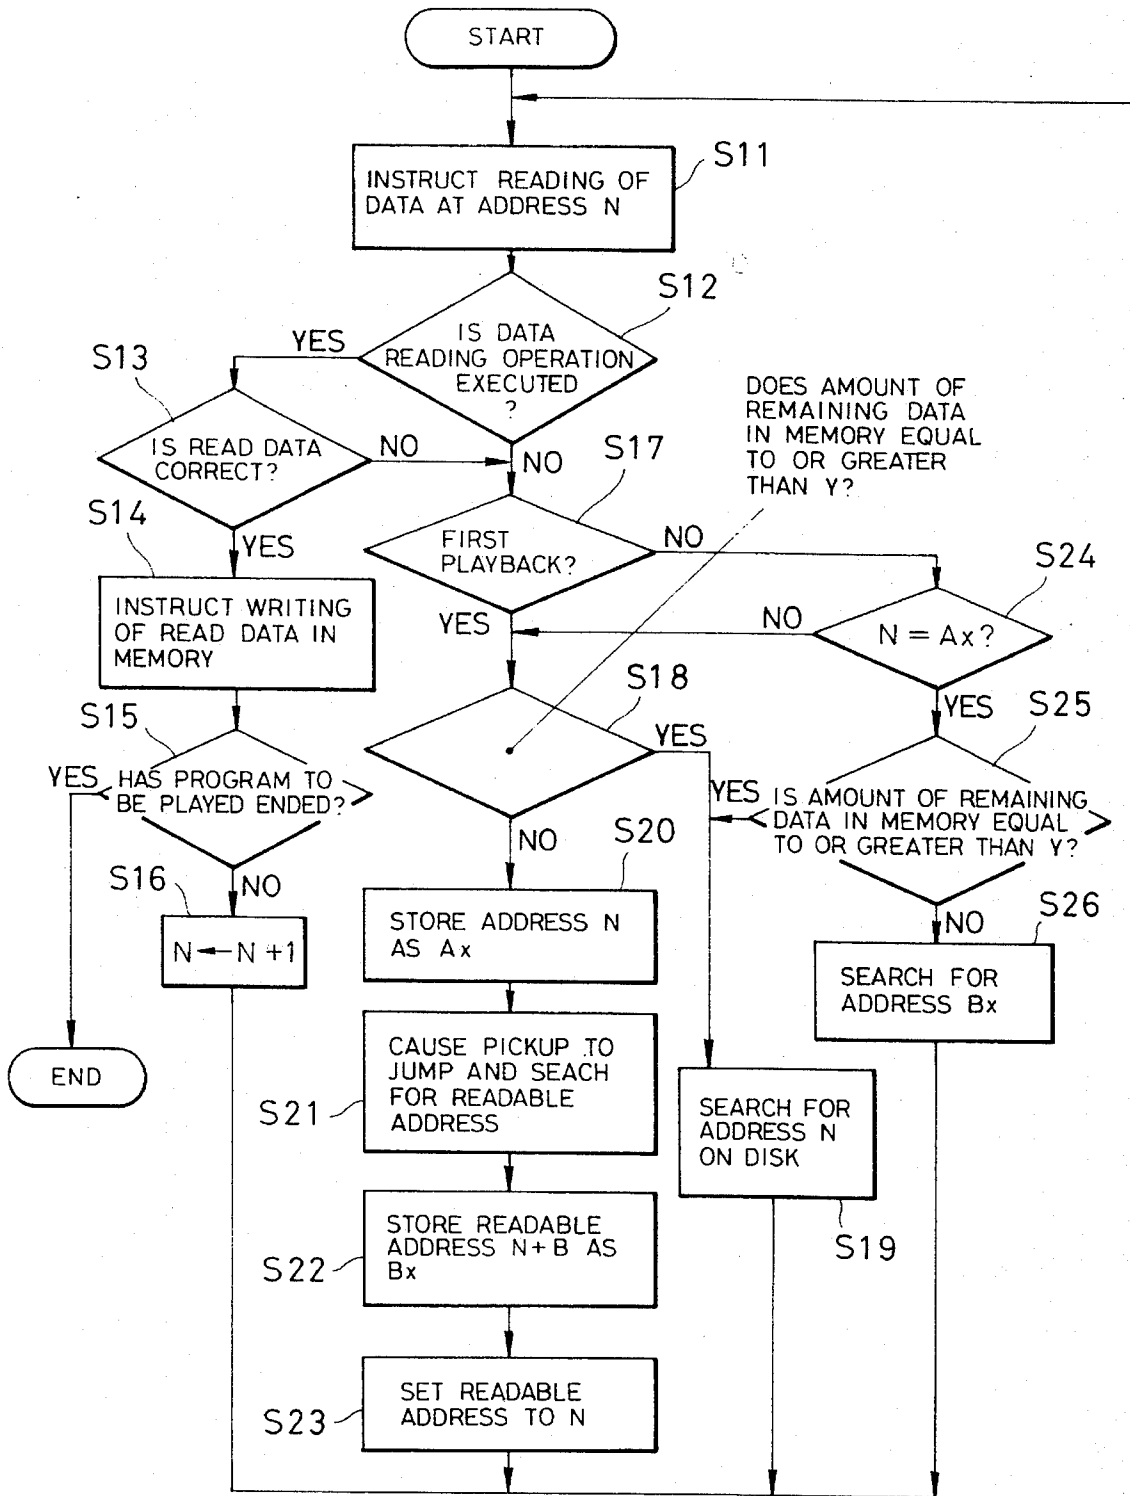 START
S11
INSTRUCT READING OF
DATA AT ADDRESS N
S12
IS DATA
READING OPERATION
EXECUTED
?
YES
NO
S13
IS READ DATA
CORRECT?
NO
YES
DOES AMOUNT OF
REMAINING DATA
IN MEMORY EQUAL
TO OR GREATER
THAN Y?
S17
FIRST
PLAYBACK?
NO
YES
S14
INSTRUCT WRITING
OF READ DATA IN
MEMORY
S24
N = Ax?
NO
YES
S18
YES
NO
S15
HAS PROGRAM TO
BE PLAYED ENDED?
YES
NO
S25
IS AMOUNT OF REMAINING
DATA IN MEMORY EQUAL
TO OR GREATER THAN Y?
YES
NO
S16
N ← N +1
END
S20
STORE ADDRESS N
AS Ax
S26
SEARCH FOR
ADDRESS Bx
S21
CAUSE PICKUP TO
JUMP AND SEACH
FOR READABLE
ADDRESS
SEARCH FOR
ADDRESS N
ON DISK
S19
S22
STORE READABLE
ADDRESS N+B AS
Bx
S23
SET READABLE
ADDRESS TO N